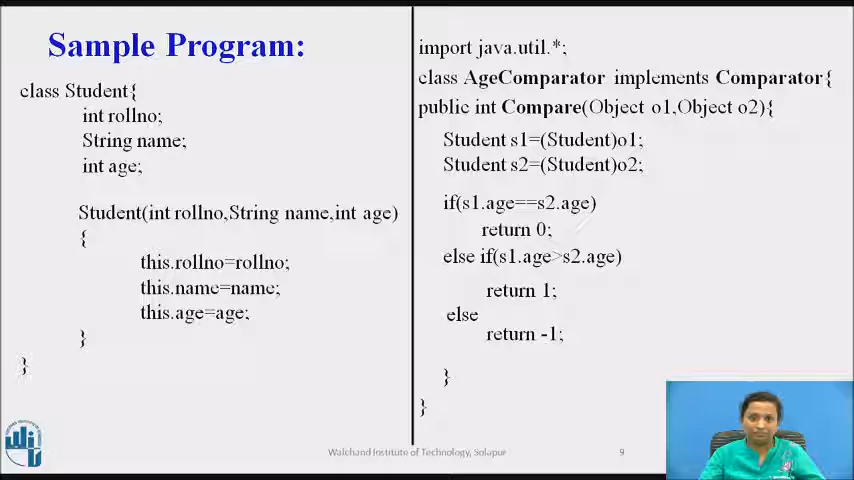 Sample Program:
class Student{
int rollno;
String name;
int age;
Student(int rollno,String name,int age)
{
this.rollno=rollno;
this.name=name;
this.age=age;
}
}
import java.util.*;
class AgeComparator implements Comparator{
public int Compare(Object o1,Object o2){
Student s1=(Student)o1;
Student s2=(Student)o2;
if(s1.age==s2.age)
return 0;
else if(s1.age>s2.age)
return 1;
else
return -1;
}
}
Walchand Institute of Technology, Solapur
9